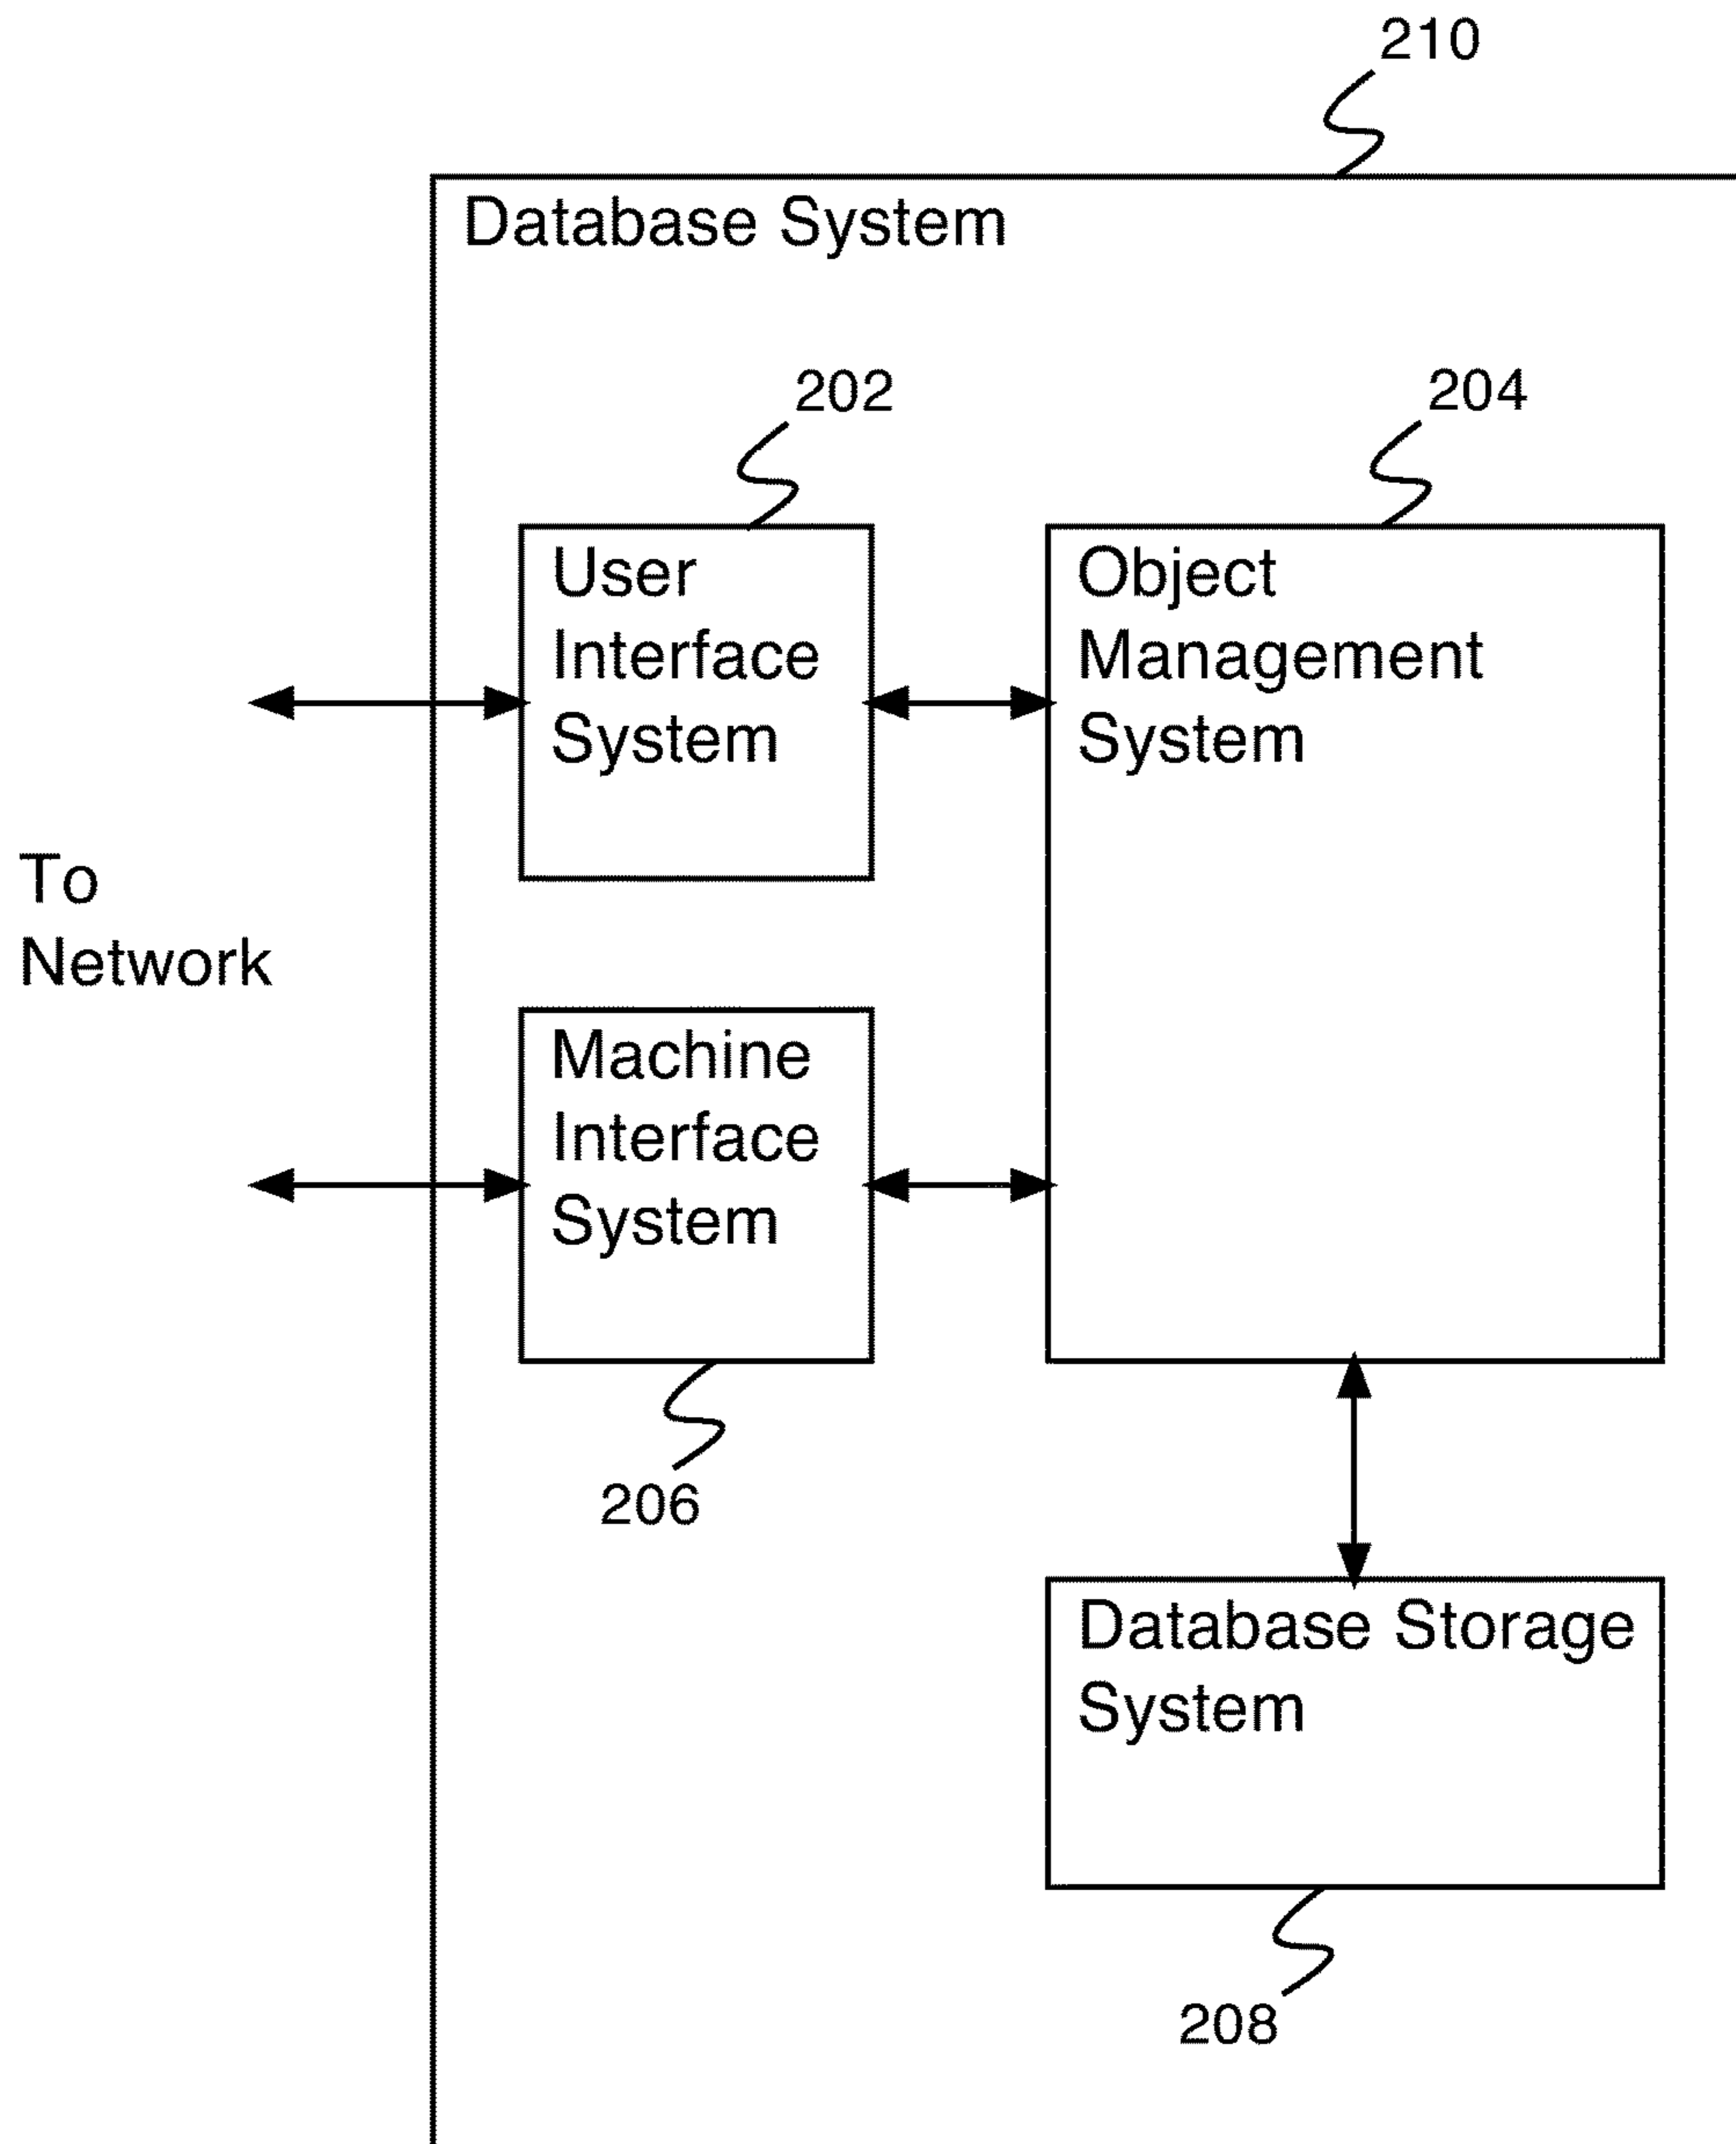 210
Database System
202
204
User
Interface
System
Object
Management
System
To
Network
Machine
Interface
System
206
Database Storage
System
208